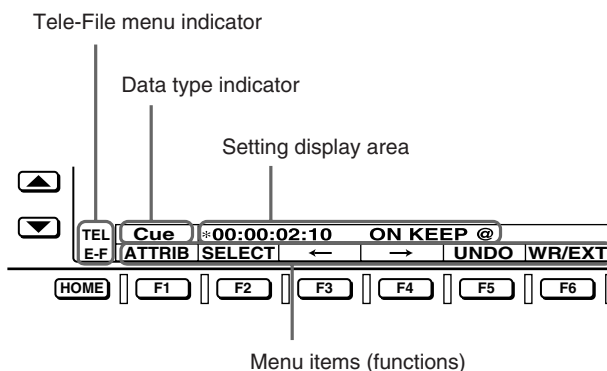 Tele-File menu indicator
Data type indicator
Setting display area
TEL Cue *00:00:02:10 ON KEEP @
E-F ATTRIB SELECT ← → UNDO WR/EXT
HOME F1 F2 F3 F4 F5 F6
Menu items (functions)